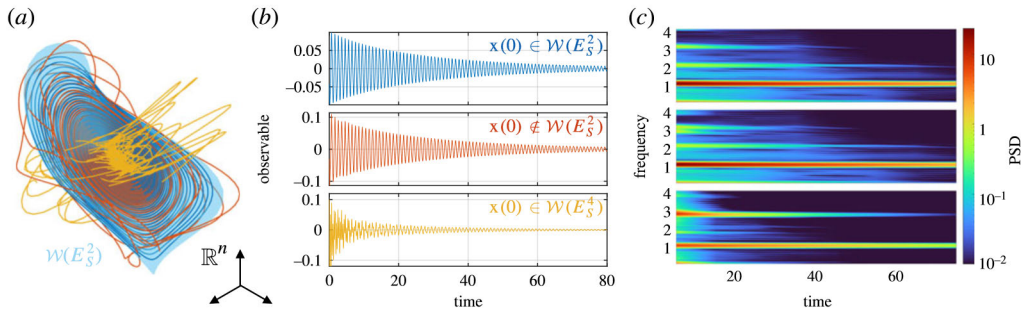 (a)
W(E_S^2)
ℝ^n
(b)
observable
0.05
0
−0.05
x(0) ∈ W(E_S^2)
0.1
0
−0.1
x(0) ∉ W(E_S^2)
0.1
0
−0.1
x(0) ∈ W(E_S^4)
0 20 40 60 80
time
(c)
frequency
4
3
2
1
4
3
2
1
4
3
2
1
20 40 60
time
10
1
10^−1
10^−2
PSD